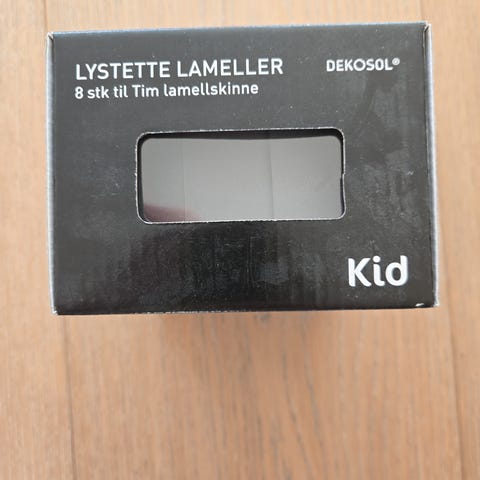 LYSTETTE LAMELLER
DEKOSOL®
8 stk til Tim lamellskinne
Kid